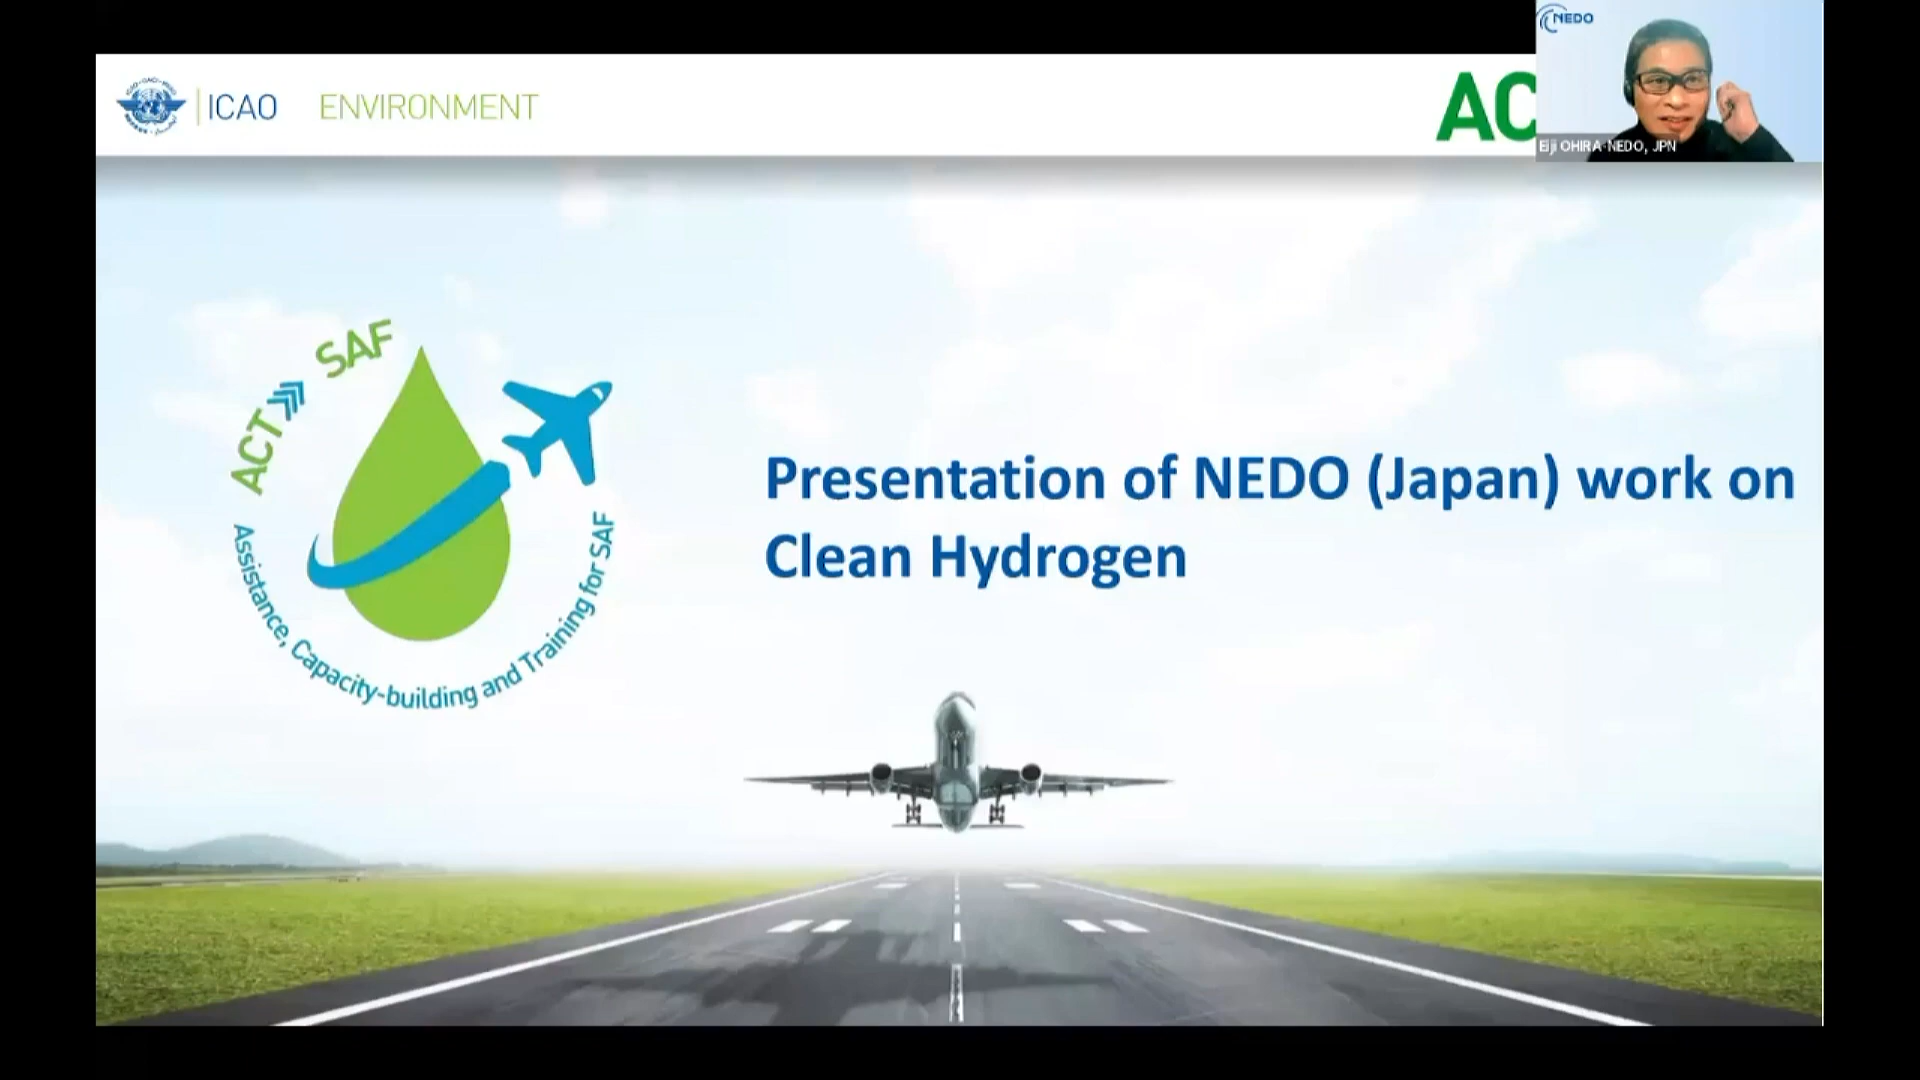 ICAO ENVIRONMENT
AC
NEDO
Eiji OHIRA-NEDO, JPN
ACT SAF
Assistance, Capacity-building and Training for SAF
Presentation of NEDO (Japan) work on
Clean Hydrogen